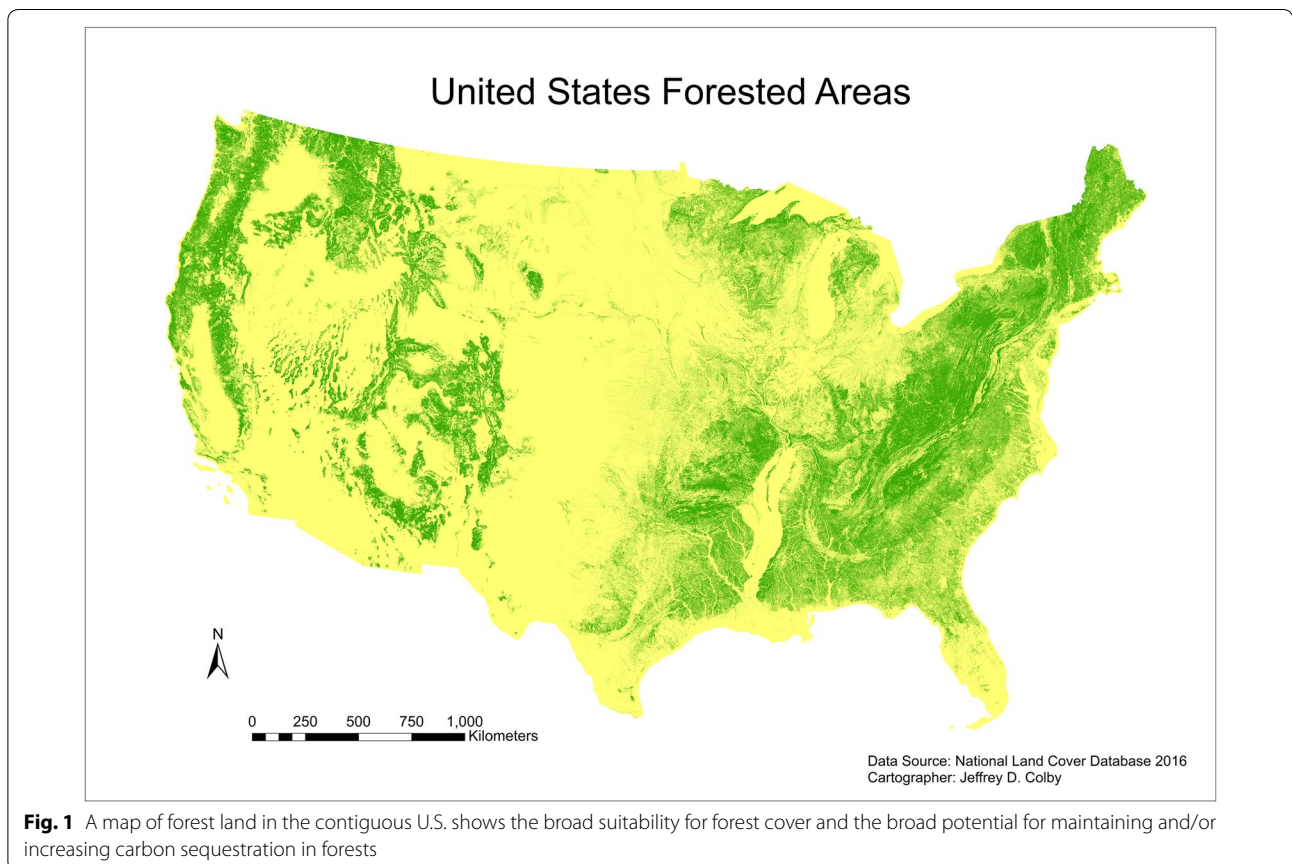 United States Forested Areas
N
0 250 500 750 1,000
Kilometers
Data Source: National Land Cover Database 2016
Cartographer: Jeffrey D. Colby
Fig. 1 A map of forest land in the contiguous U.S. shows the broad suitability for forest cover and the broad potential for maintaining and/or
increasing carbon sequestration in forests